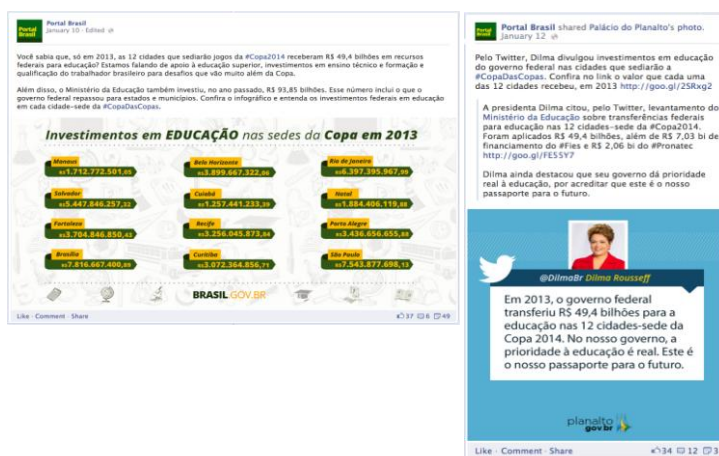 Portal Brasil
January 10 · Edited
Você sabia que, só em 2013, as 12 cidades que sediarão jogos da #Copa2014 receberam R$ 49,4 bilhões em recursos
federais para educação? Estamos falando de apoio à educação superior, investimentos em ensino técnico e formação e
qualificação do trabalhador brasileiro para desafios que vão muito além da Copa.
Além disso, o Ministério da Educação também investiu, no ano passado, R$ 93,85 bilhões. Esse número inclui o que o
governo federal repassou para estados e municípios. Confira o infográfico e entenda os investimentos federais em educação
em cada cidade-sede da #CopaDasCopas.
Investimentos em EDUCAÇÃO nas sedes da Copa em 2013
Manaus
R$1.712.772.501,05
Belo Horizonte
R$3.899.667.322,96
Rio de Janeiro
R$6.397.395.967,99
Salvador
R$5.447.846.257,32
Cuiabá
R$1.257.441.233,39
Natal
R$1.884.406.119,88
Fortaleza
R$3.704.846.850,43
Recife
R$3.256.045.873,94
Porto Alegre
R$3.436.656.655,88
Brasília
R$7.816.667.400,99
Curitiba
R$3.072.364.856,71
São Paulo
R$7.543.877.698,13
BRASIL.GOV.BR
Like · Comment · Share
37 6 49
Portal Brasil shared Palácio do Planalto's photo.
January 12
Pelo Twitter, Dilma divulgou investimentos em educação
do governo federal nas cidades que sediarão a
#CopaDasCopas. Confira no link o valor que cada uma
das 12 cidades recebeu, em 2013 http://goo.gl/2SRxg2
A presidenta Dilma citou, pelo Twitter, levantamento do
Ministério da Educação sobre transferências federais
para educação nas 12 cidades-sede da #Copa2014.
Foram aplicados R$ 49,4 bilhões, além de R$ 7,03 bi de
financiamento do #Fies e R$ 2,06 bi do #Pronatec
http://goo.gl/FE55Y7
Dilma ainda destacou que seu governo dá prioridade
real à educação, por acreditar que este é o nosso
passaporte para o futuro.
@DilmaBr Dilma Rousseff
Em 2013, o governo federal
transferiu R$ 49,4 bilhões para a
educação nas 12 cidades-sede da
Copa 2014. No nosso governo, a
prioridade à educação é real. Este é
o nosso passaporte para o futuro.
planalto
gov br
Like · Comment · Share
34 12 3